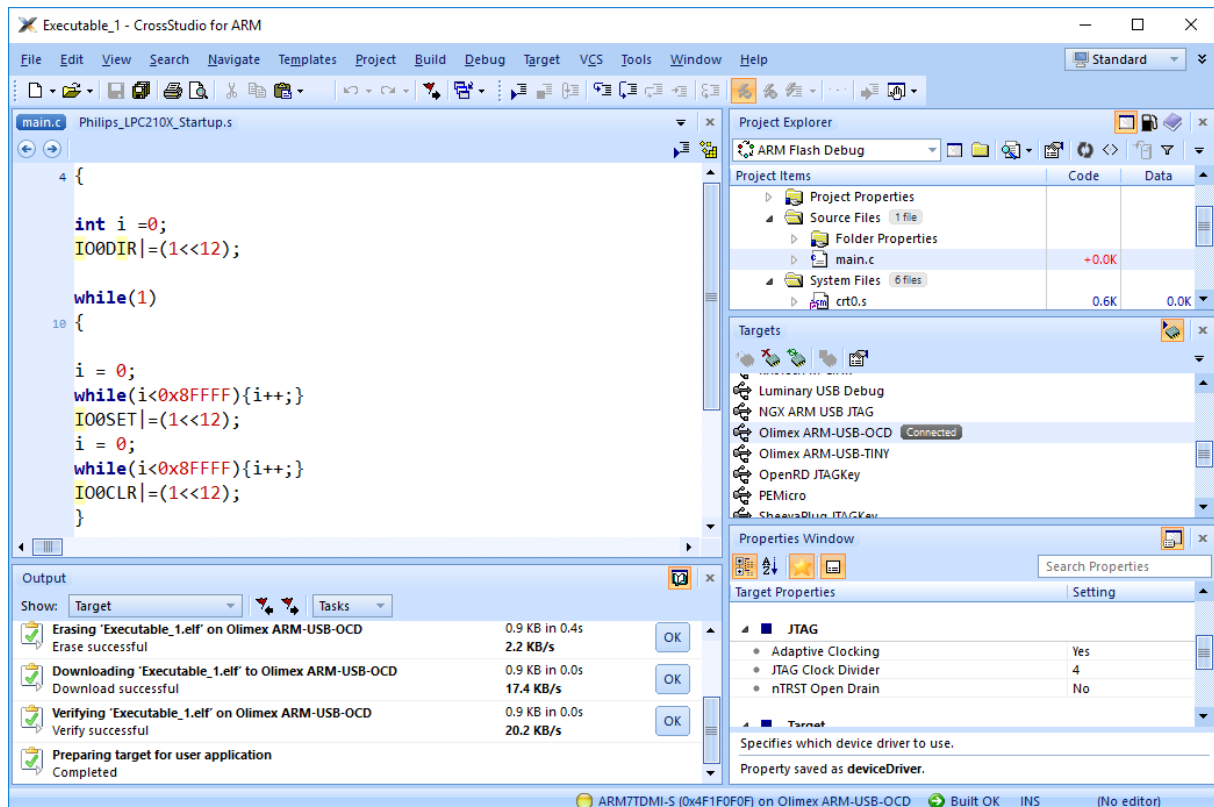 Executable_1 - CrossStudio for ARM
File Edit View Search Navigate Templates Project Build Debug Target VCS Tools Window Help
Standard
main.c Philips_LPC210X_Startup.s
4 {
int i =0;
IO0DIR|=(1<<12);
while(1)
10 {
i = 0;
while(i<0x8FFFF){i++;}
IO0SET|=(1<<12);
i = 0;
while(i<0x8FFFF){i++;}
IO0CLR|=(1<<12);
}
Output
Show: Target Tasks
Erasing ‘Executable_1.elf’ on Olimex ARM-USB-OCD 0.9 KB in 0.4s OK
Erase successful 2.2 KB/s
Downloading ‘Executable_1.elf’ to Olimex ARM-USB-OCD 0.9 KB in 0.0s OK
Download successful 17.4 KB/s
Verifying ‘Executable_1.elf’ on Olimex ARM-USB-OCD 0.9 KB in 0.0s OK
Verify successful 20.2 KB/s
Preparing target for user application
Completed
Project Explorer
ARM Flash Debug
Project Items Code Data
Project Properties
Source Files 1 file
Folder Properties
main.c +0.0K
System Files 6 files
crt0.s 0.6K 0.0K
Targets
Luminary USB Debug
NGX ARM USB JTAG
Olimex ARM-USB-OCD Connected
Olimex ARM-USB-TINY
OpenRD JTAGKey
PEMicro
SheevaPlug JTAGKey
Properties Window
Search Properties
Target Properties Setting
JTAG
Adaptive Clocking Yes
JTAG Clock Divider 4
nTRST Open Drain No
Target
Specifies which device driver to use.
Property saved as deviceDriver.
ARM7TDMI-S (0x4F1F0F0F) on Olimex ARM-USB-OCD Built OK INS (No editor)